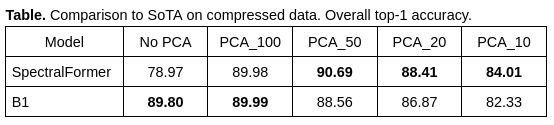 Table. Comparison to SoTA on compressed data. Overall top-1 accuracy.
Model No PCA PCA_100 PCA_50 PCA_20 PCA_10
SpectralFormer 78.97 89.98 90.69 88.41 84.01
B1 89.80 89.99 88.56 86.87 82.33